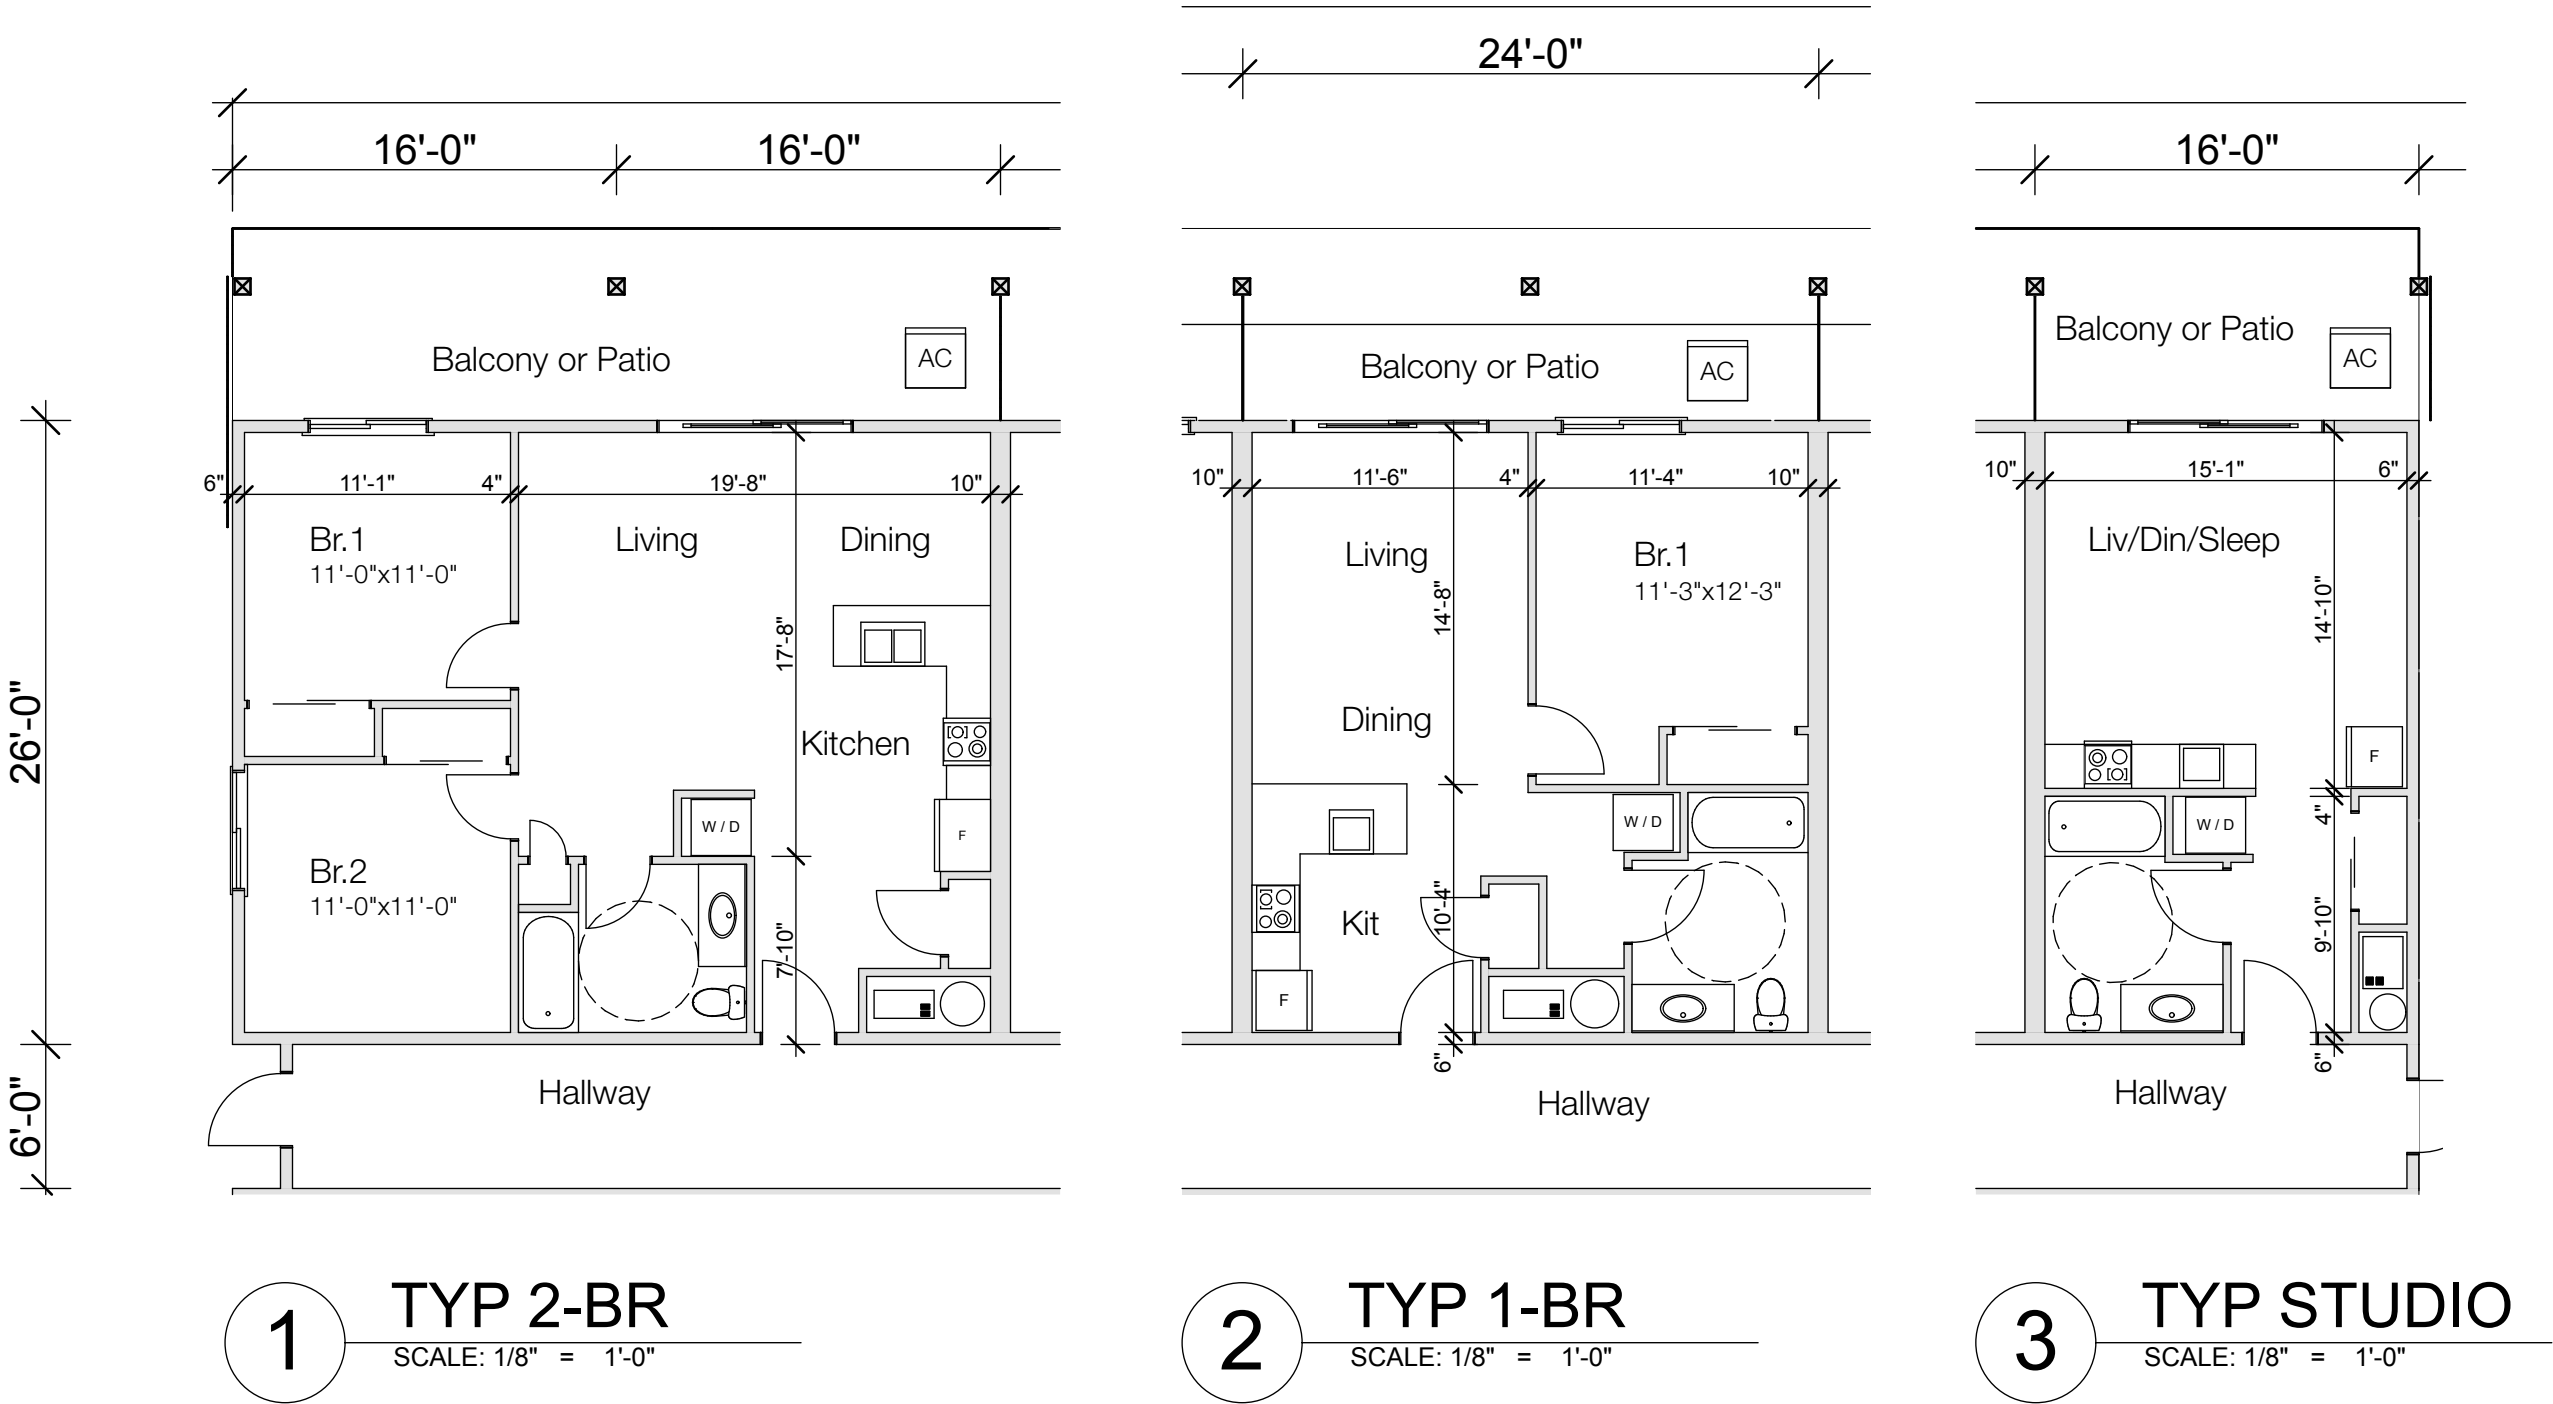 16'-0" 16'-0"
Balcony or Patio
AC
6" 11'-1" 4" 19'-8" 10"
Br.1
11'-0"x11'-0"
Living
Dining
17'-8"
Kitchen
26'-0"
W / D
F
Br.2
11'-0"x11'-0"
7'-10"
Hallway
6'-0"
1
TYP 2-BR
SCALE: 1/8" = 1'-0"
24'-0"
Balcony or Patio
AC
10" 11'-6" 4" 11'-4" 10"
Living
Br.1
11'-3"x12'-3"
14'-8"
Dining
W / D
10'-4"
Kit
F
6"
Hallway
2
TYP 1-BR
SCALE: 1/8" = 1'-0"
16'-0"
Balcony or Patio
AC
10" 15'-1" 6"
Liv/Din/Sleep
14'-10"
F
4"
W / D
9'-10"
6"
Hallway
3
TYP STUDIO
SCALE: 1/8" = 1'-0"